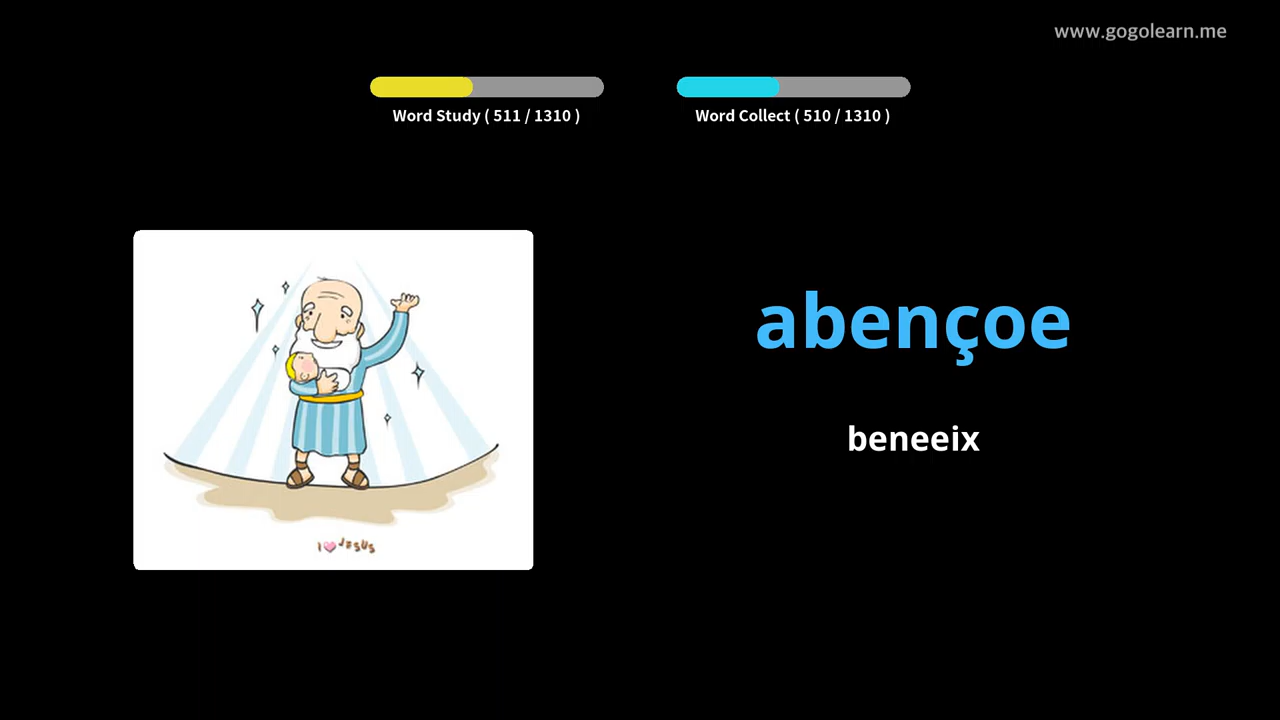 www.gogolearn.me
Word Study ( 511 / 1310 )
Word Collect ( 510 / 1310 )
abençoe
beneeix
I JESUS